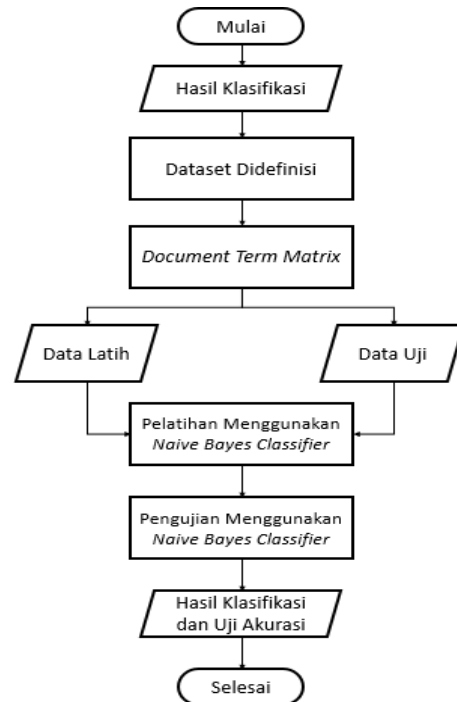 Mulai
Hasil Klasifikasi
Dataset Didefinisi
Document Term Matrix
Data Latih
Data Uji
Pelatihan Menggunakan
Naive Bayes Classifier
Pengujian Menggunakan
Naive Bayes Classifier
Hasil Klasifikasi
dan Uji Akurasi
Selesai